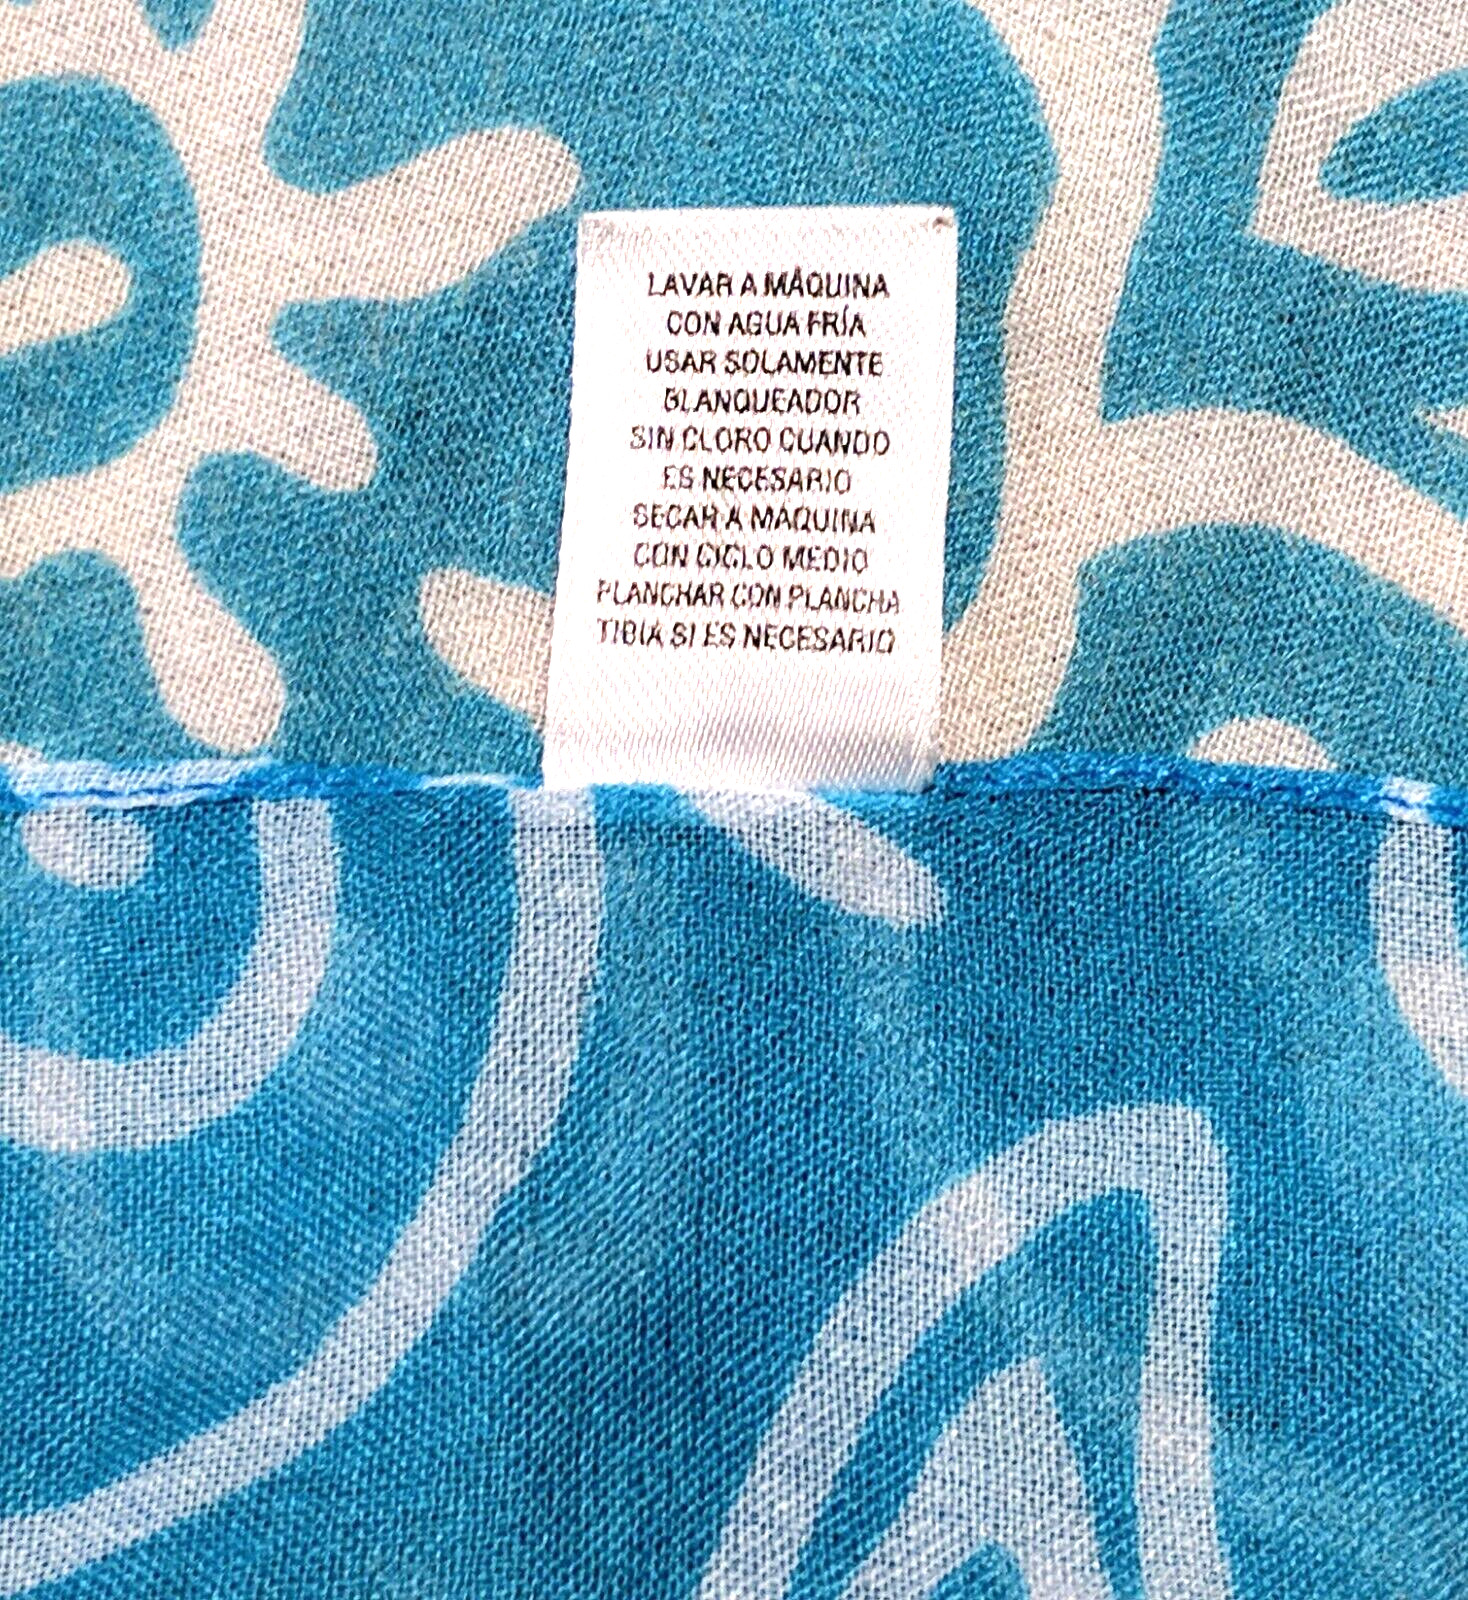 LAVAR A MÁQUINA
CON AGUA FRÍA
USAR SOLAMENTE
BLANQUEADOR
SIN CLORO CUANDO
ES NECESARIO
SECAR A MÁQUINA
CON CICLO MEDIO
PLANCHAR CON PLANCHA
TIBIA SI ES NECESARIO